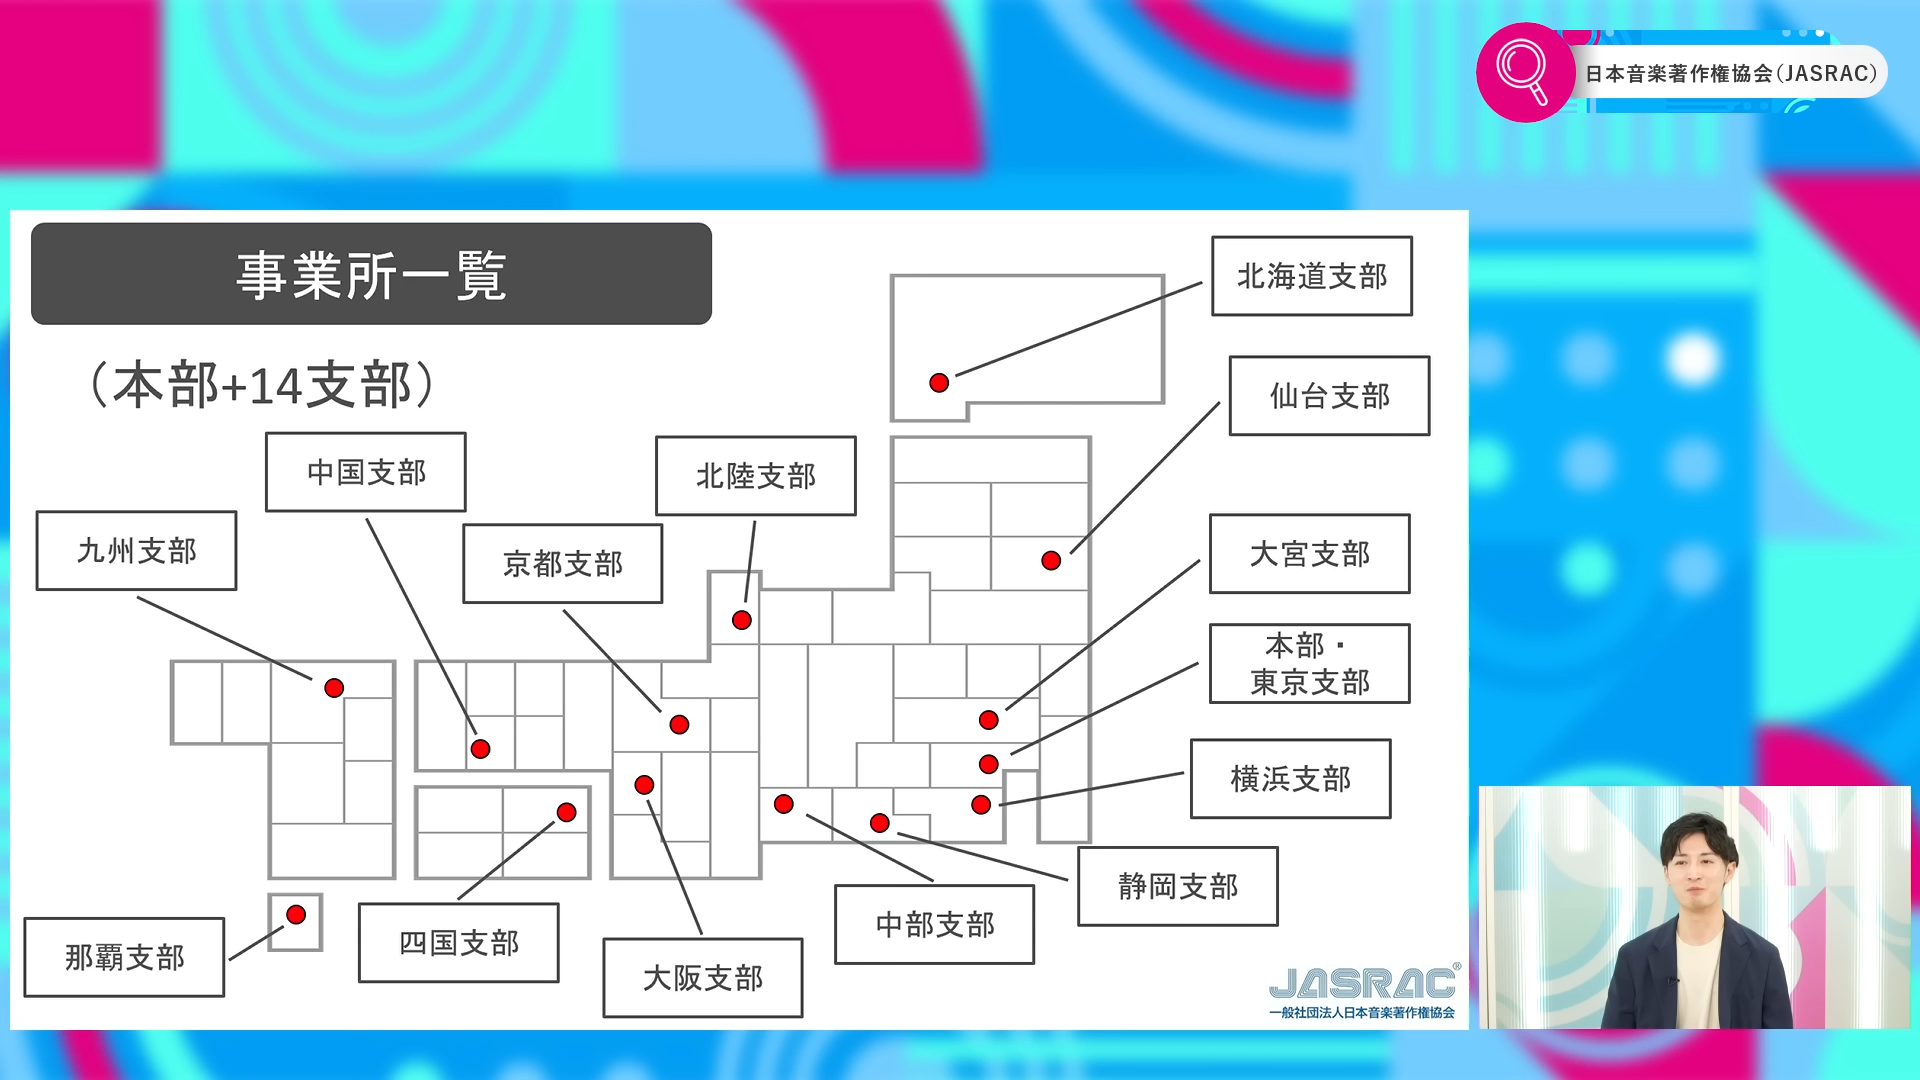 日本音楽著作権協会（JASRAC）
事業所一覧
（本部+14支部）
北海道支部
仙台支部
中国支部
北陸支部
九州支部
京都支部
大宮支部
本部・
東京支部
横浜支部
静岡支部
中部支部
四国支部
那覇支部
大阪支部
JASRAC®
一般社団法人日本音楽著作権協会